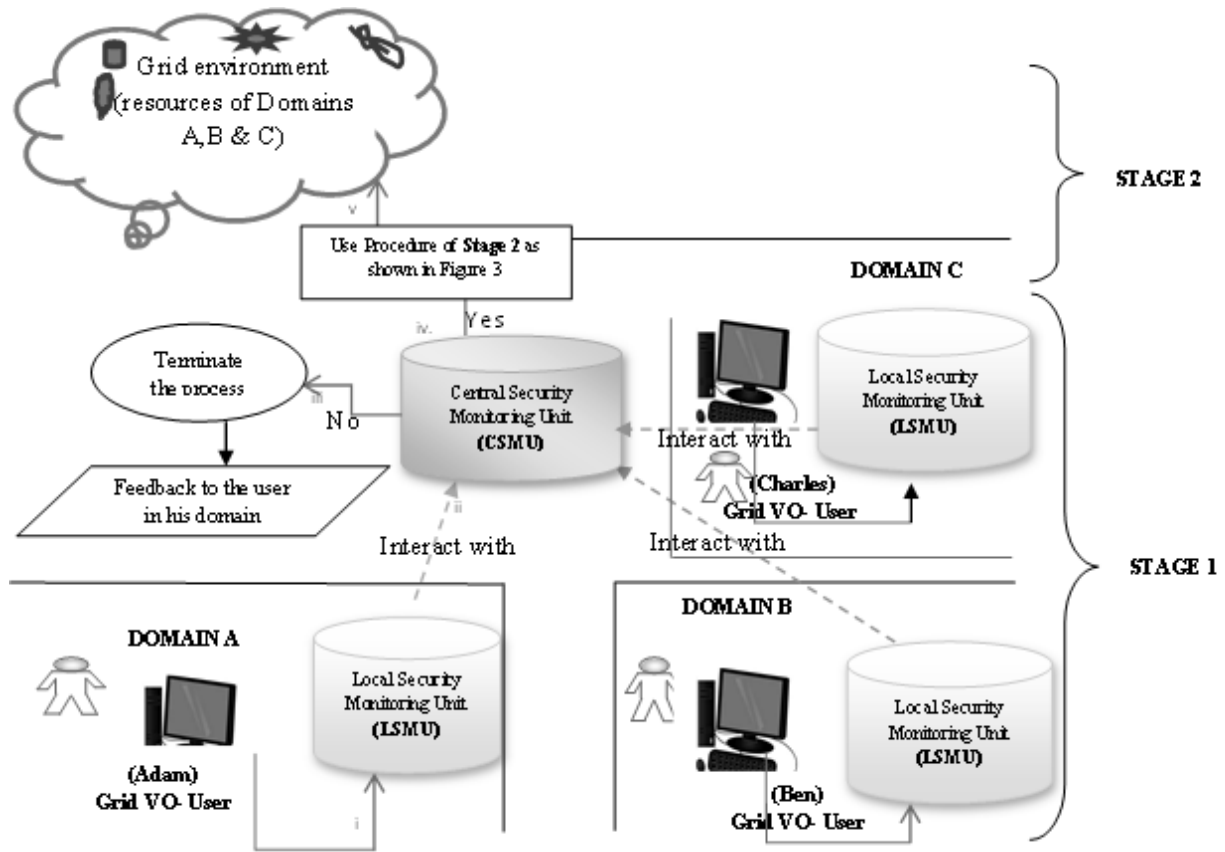 Grid environment
(resources of Domains
A,B & C)
STAGE 2
v
Use Procedure of Stage 2 as
shown in Figure 3
DOMAIN C
iv.
Yes
Terminate
the process
iii
No
Central Security
Monitoring Unit
(CSMU)
Local Security
Monitoring Unit
(LSMU)
Interact with
(Charles)
Grid VO- User
Feedback to the user
in his domain
ii
Interact with
Interact with
STAGE 1
DOMAIN A
Local Security
Monitoring Unit
(LSMU)
(Adam)
Grid VO- User
i
DOMAIN B
Local Security
Monitoring Unit
(LSMU)
(Ben)
Grid VO- User